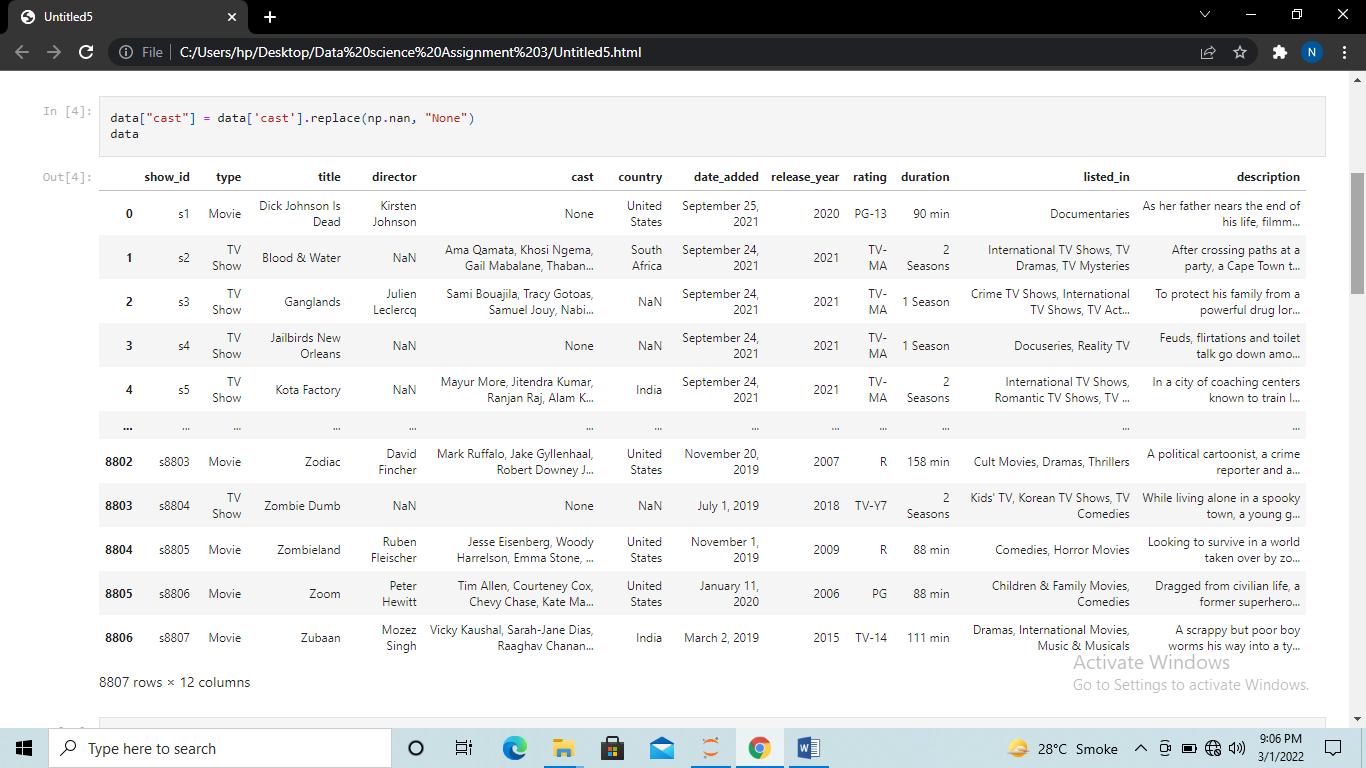 Untitled5
File C:/Users/hp/Desktop/Data%20science%20Assignment%203/Untitled5.html
N
In [4]:
data["cast"] = data['cast'].replace(np.nan, "None")
data
Out[4]:
show_id type title director cast country date_added release_year rating duration listed_in description
0 s1 Movie Dick Johnson Is Dead Kirsten Johnson None United States September 25, 2021 2020 PG-13 90 min Documentaries As her father nears the end of his life, filmm...
1 s2 TV Show Blood & Water NaN Ama Qamata, Khosi Ngema, Gail Mabalane, Thaban... South Africa September 24, 2021 2021 TV-MA 2 Seasons International TV Shows, TV Dramas, TV Mysteries After crossing paths at a party, a Cape Town t...
2 s3 TV Show Ganglands Julien Leclercq Sami Bouajila, Tracy Gotoas, Samuel Jouy, Nabi... NaN September 24, 2021 2021 TV-MA 1 Season Crime TV Shows, International TV Shows, TV Act... To protect his family from a powerful drug lor...
3 s4 TV Show Jailbirds New Orleans NaN None NaN September 24, 2021 2021 TV-MA 1 Season Docuseries, Reality TV Feuds, flirtations and toilet talk go down amo...
4 s5 TV Show Kota Factory NaN Mayur More, Jitendra Kumar, Ranjan Raj, Alam K... India September 24, 2021 2021 TV-MA 2 Seasons International TV Shows, Romantic TV Shows, TV ... In a city of coaching centers known to train I...
... ... ... ... ... ... ... ... ... ... ... ... ...
8802 s8803 Movie Zodiac David Fincher Mark Ruffalo, Jake Gyllenhaal, Robert Downey J... United States November 20, 2019 2007 R 158 min Cult Movies, Dramas, Thrillers A political cartoonist, a crime reporter and a...
8803 s8804 TV Show Zombie Dumb NaN None NaN July 1, 2019 2018 TV-Y7 2 Seasons Kids' TV, Korean TV Shows, TV Comedies While living alone in a spooky town, a young g...
8804 s8805 Movie Zombieland Ruben Fleischer Jesse Eisenberg, Woody Harrelson, Emma Stone, ... United States November 1, 2019 2009 R 88 min Comedies, Horror Movies Looking to survive in a world taken over by zo...
8805 s8806 Movie Zoom Peter Hewitt Tim Allen, Courteney Cox, Chevy Chase, Kate Ma... United States January 11, 2020 2006 PG 88 min Children & Family Movies, Comedies Dragged from civilian life, a former superhero...
8806 s8807 Movie Zubaan Mozez Singh Vicky Kaushal, Sarah-Jane Dias, Raaghav Chanan... India March 2, 2019 2015 TV-14 111 min Dramas, International Movies, Music & Musicals A scrappy but poor boy worms his way into a ty...
8807 rows × 12 columns
Activate Windows
Go to Settings to activate Windows.
Type here to search
28°C Smoke
9:06 PM
3/1/2022